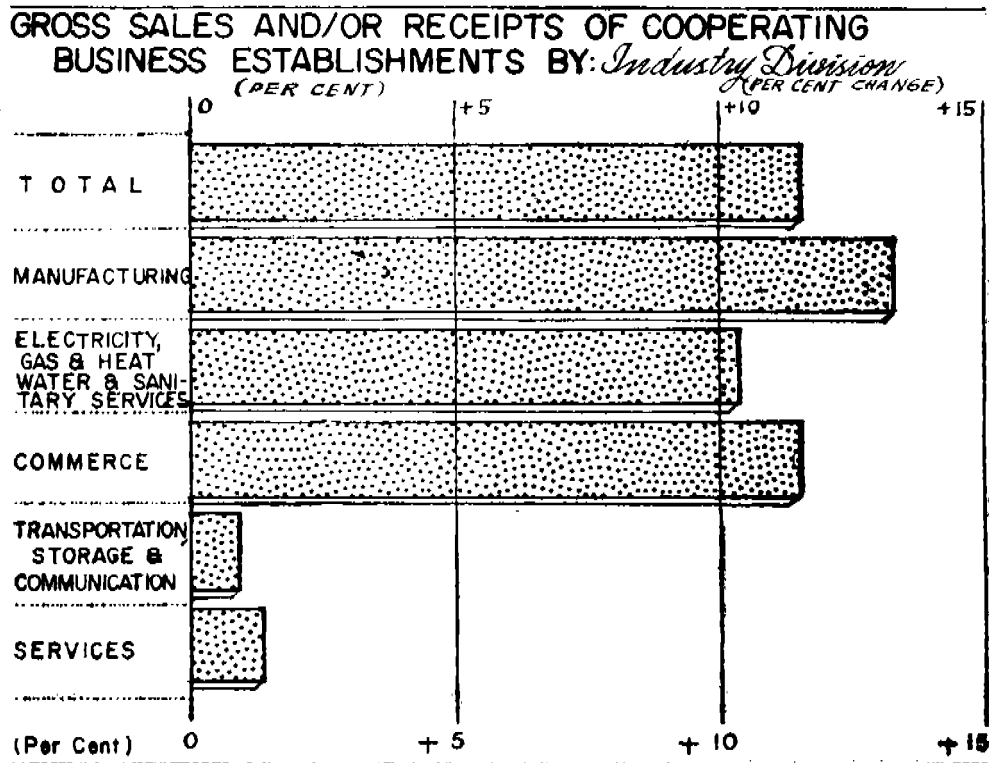 GROSS SALES AND/OR RECEIPTS OF COOPERATING
BUSINESS ESTABLISHMENTS BY: Industry Division
(PER CENT) (PER CENT CHANGE)
0 +5 +10 +15
TOTAL
MANUFACTURING
ELECTRICITY,
GAS & HEAT
WATER & SANI-
TARY SERVICES
COMMERCE
TRANSPORTATION,
STORAGE &
COMMUNICATION
SERVICES
(Per Cent) 0 +5 +10 +15